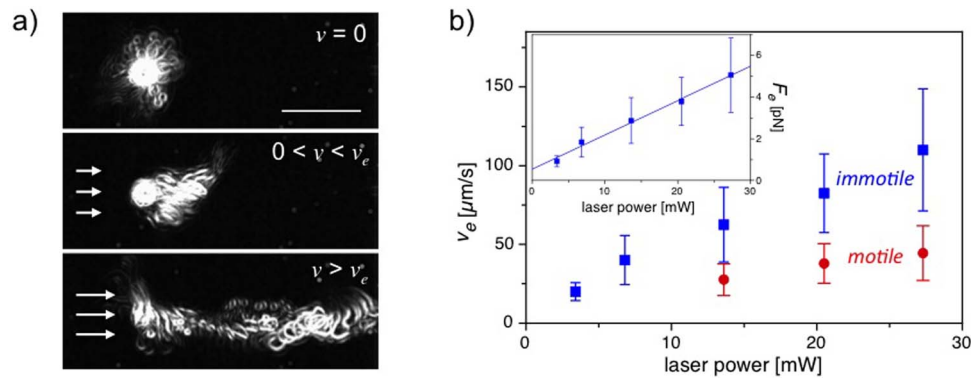 a)
v = 0
0 < v < vₑ
v > vₑ
b)
150
100
50
0
vₑ [μm/s]
0
10
20
30
laser power [mW]
immotile
motile
6
4
2
0
Fₑ [pN]
0
10
20
30
laser power [mW]